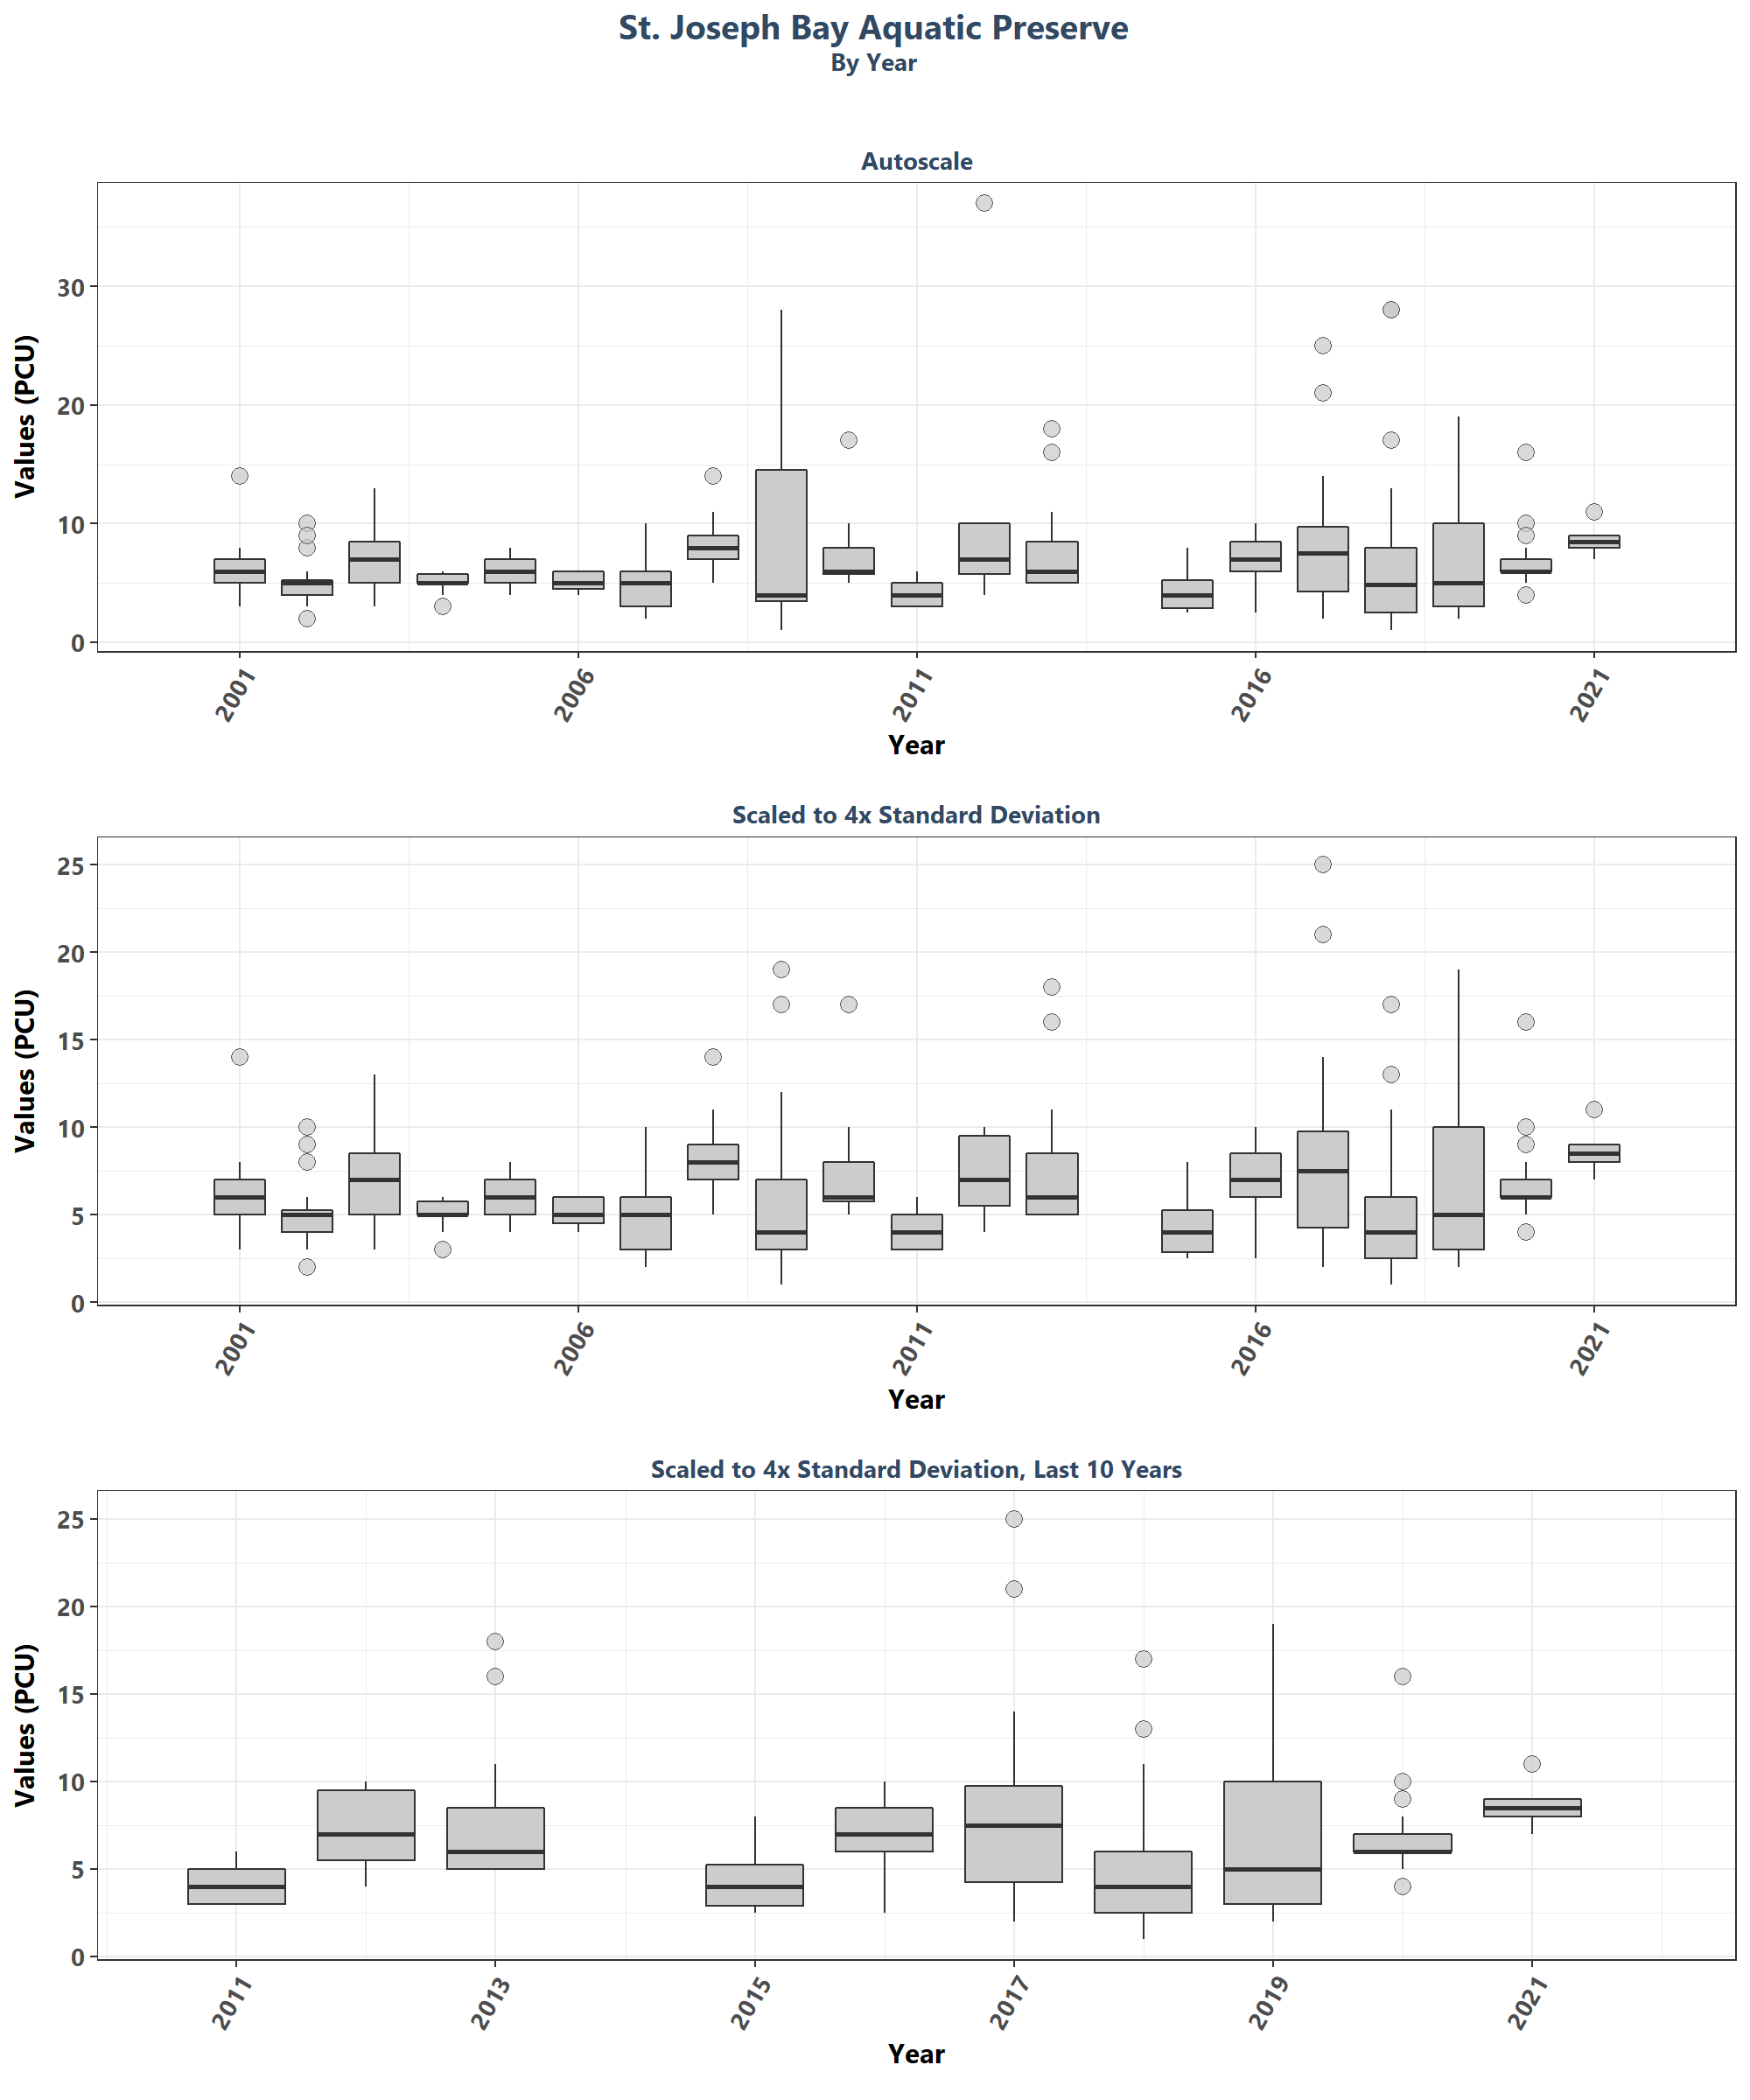 St. Joseph Bay Aquatic Preserve
By Year
Autoscale
Values (PCU)
30
20
10
0
2001 2006 2011 2016 2021
Year
Scaled to 4x Standard Deviation
Values (PCU)
25
20
15
10
5
0
2001 2006 2011 2016 2021
Year
Scaled to 4x Standard Deviation, Last 10 Years
Values (PCU)
25
20
15
10
5
0
2011 2013 2015 2017 2019 2021
Year